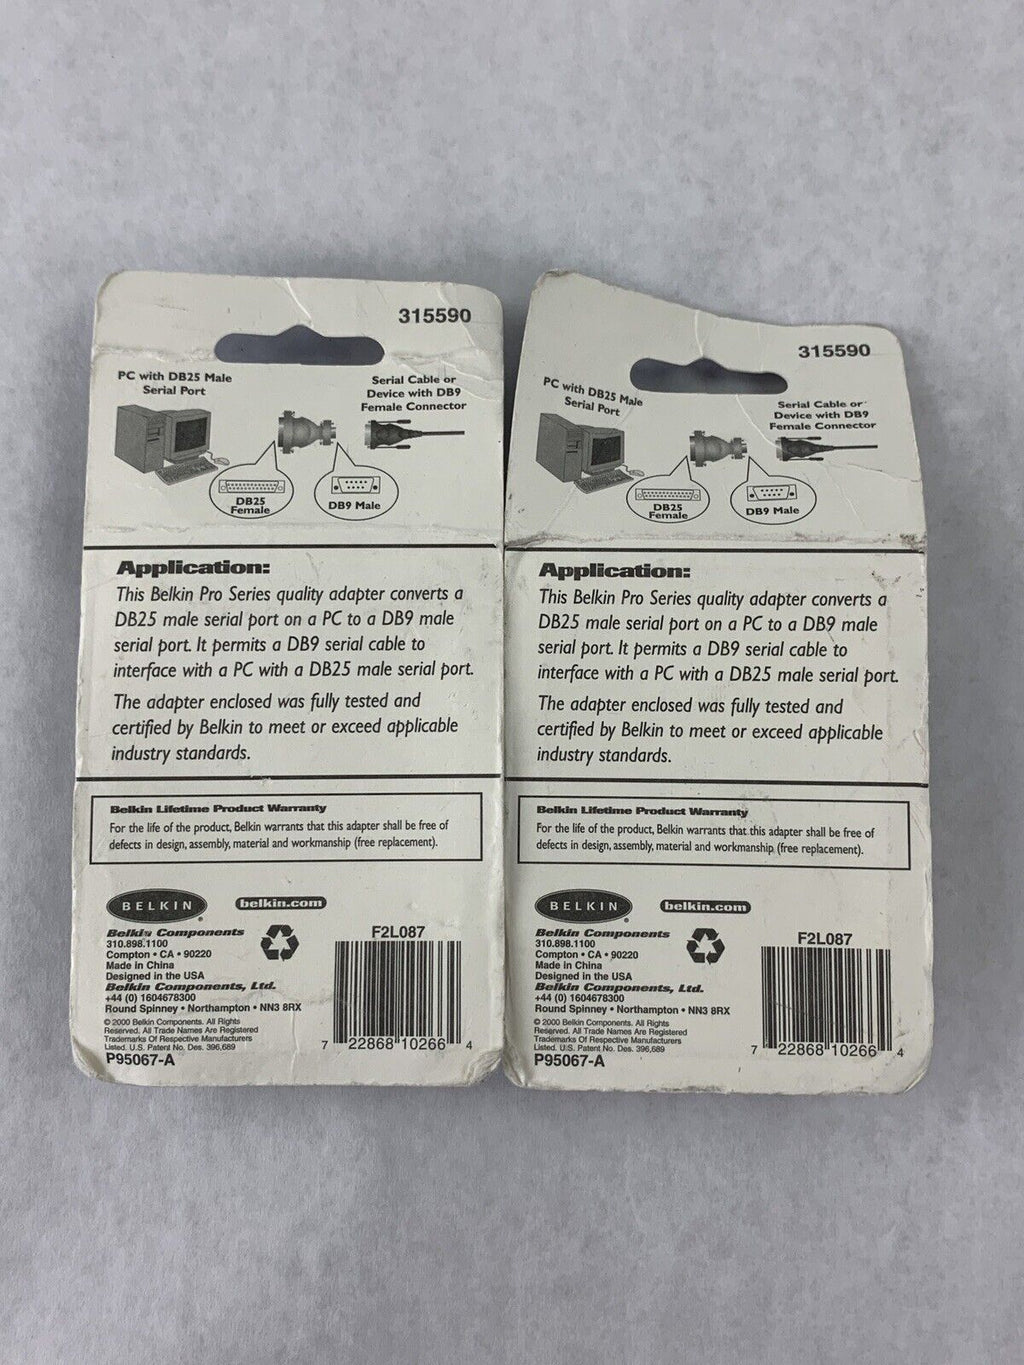 315590
PC with DB25 Male
Serial Port
Serial Cable or
Device with DB9
Female Connector
DB25
Female
DB9 Male
Application:
This Belkin Pro Series quality adapter converts a
DB25 male serial port on a PC to a DB9 male
serial port. It permits a DB9 serial cable to
interface with a PC with a DB25 male serial port.
The adapter enclosed was fully tested and
certified by Belkin to meet or exceed applicable
industry standards.
Belkin Lifetime Product Warranty
For the life of the product, Belkin warrants that this adapter shall be free of
defects in design, assembly, material and workmanship (free replacement).
BELKIN
belkin.com
Belkin Components
310.898.1100
Compton • CA • 90220
Made in China
Designed in the USA
Belkin Components, Ltd.
+44 (0) 1604678300
Round Spinney • Northampton • NN3 8RX
© 2000 Belkin Components. All Rights
Reserved. All Trade Names Are Registered
Trademarks Of Respective Manufacturers
Listed. U.S. Patent No. Des. 396,689
P95067-A
F2L087
7 22868 10266 4
315590
PC with DB25 Male
Serial Port
Serial Cable or
Device with DB9
Female Connector
DB25
Female
DB9 Male
Application:
This Belkin Pro Series quality adapter converts a
DB25 male serial port on a PC to a DB9 male
serial port. It permits a DB9 serial cable to
interface with a PC with a DB25 male serial port.
The adapter enclosed was fully tested and
certified by Belkin to meet or exceed applicable
industry standards.
Belkin Lifetime Product Warranty
For the life of the product, Belkin warrants that this adapter shall be free of
defects in design, assembly, material and workmanship (free replacement).
BELKIN
belkin.com
Belkin Components
310.898.1100
Compton • CA • 90220
Made in China
Designed in the USA
Belkin Components, Ltd.
+44 (0) 1604678300
Round Spinney • Northampton • NN3 8RX
© 2000 Belkin Components. All Rights
Reserved. All Trade Names Are Registered
Trademarks Of Respective Manufacturers
Listed. U.S. Patent No. Des. 396,689
P95067-A
F2L087
7 22868 10266 4